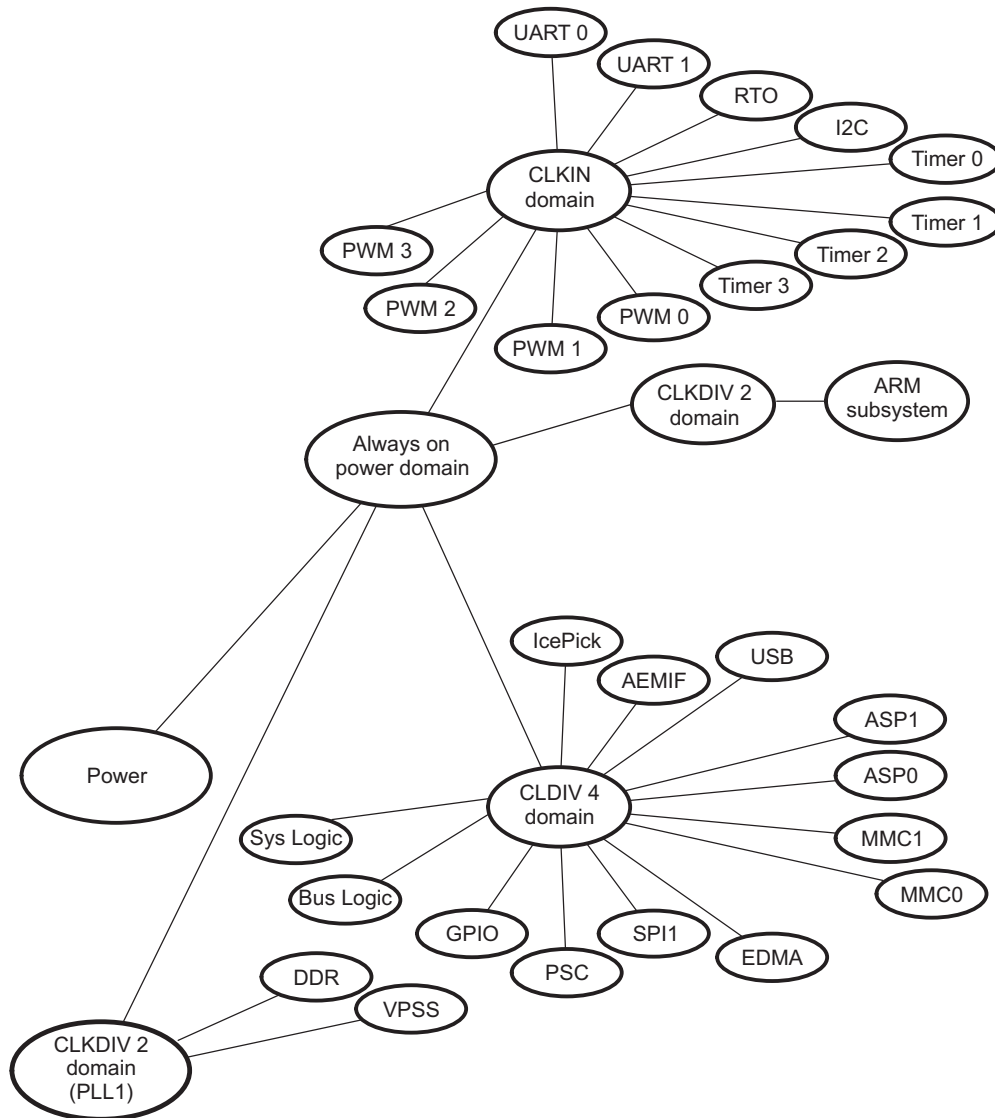 UART 0
UART 1
RTO
I2C
Timer 0
CLKIN
domain
Timer 1
PWM 3
Timer 2
Timer 3
PWM 2
PWM 0
PWM 1
CLKDIV 2
domain
ARM
subsystem
Always on
power domain
IcePick
USB
AEMIF
ASP1
Power
ASP0
CLDIV 4
domain
Sys Logic
MMC1
Bus Logic
MMC0
GPIO
SPI1
EDMA
PSC
DDR
VPSS
CLKDIV 2
domain
(PLL1)